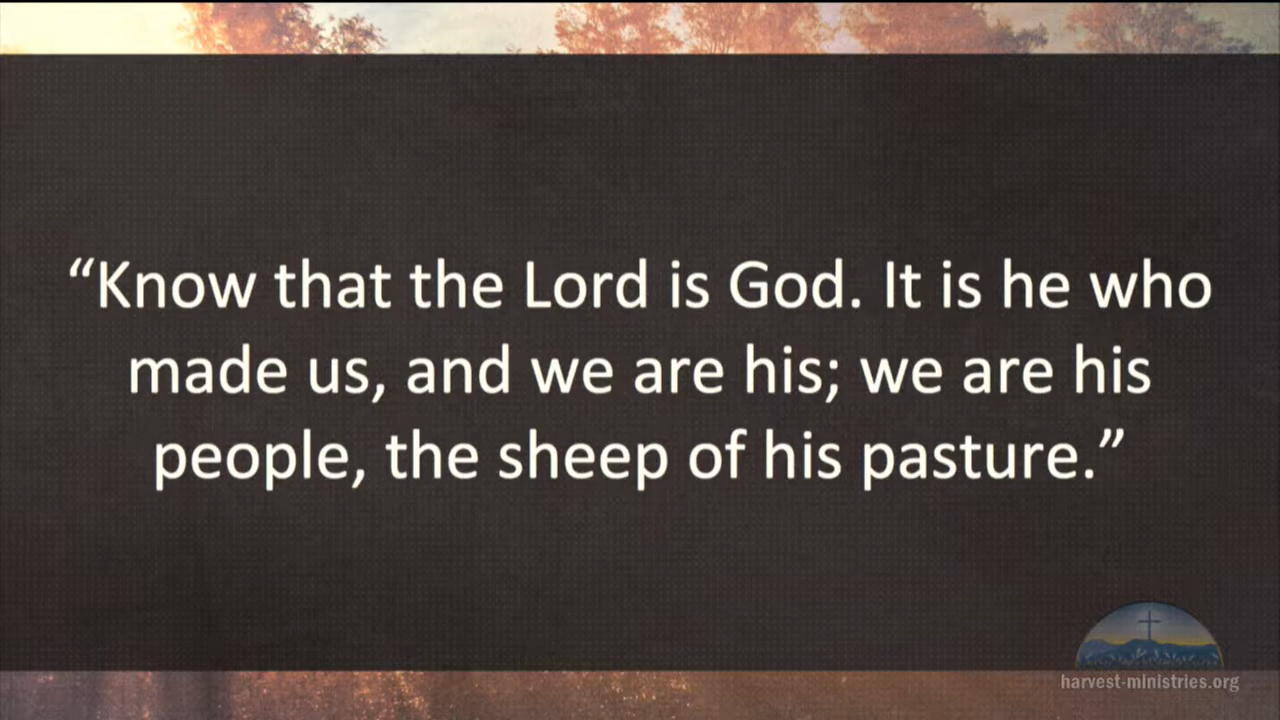 “Know that the Lord is God. It is he who
made us, and we are his; we are his
people, the sheep of his pasture.”
harvest-ministries.org